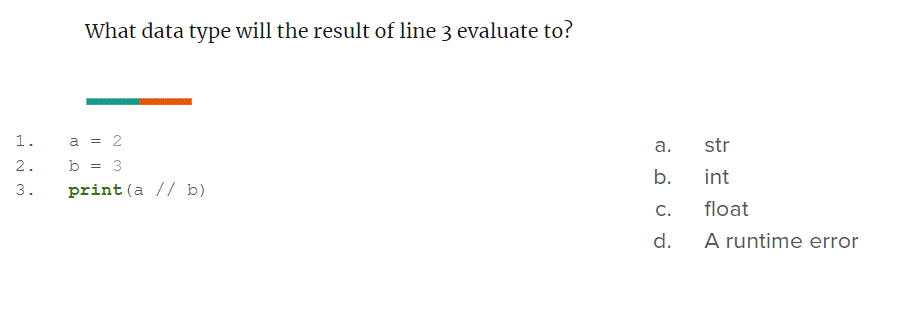 What data type will the result of line 3 evaluate to?
1. a = 2
2. b = 3
3. print(a // b)
a. str
b. int
c. float
d. A runtime error